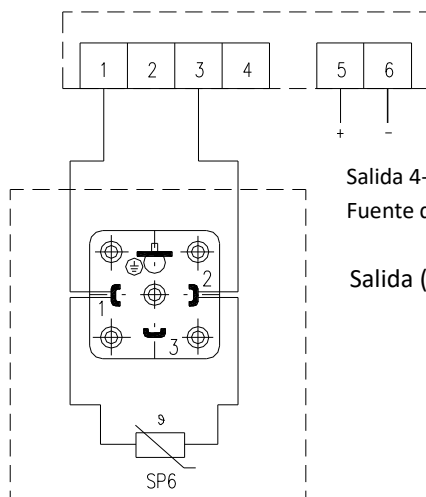 1 2 3 4 5 6
+ -
Salida 4-
Fuente
Salida (
2
1
3
ϑ
SP6